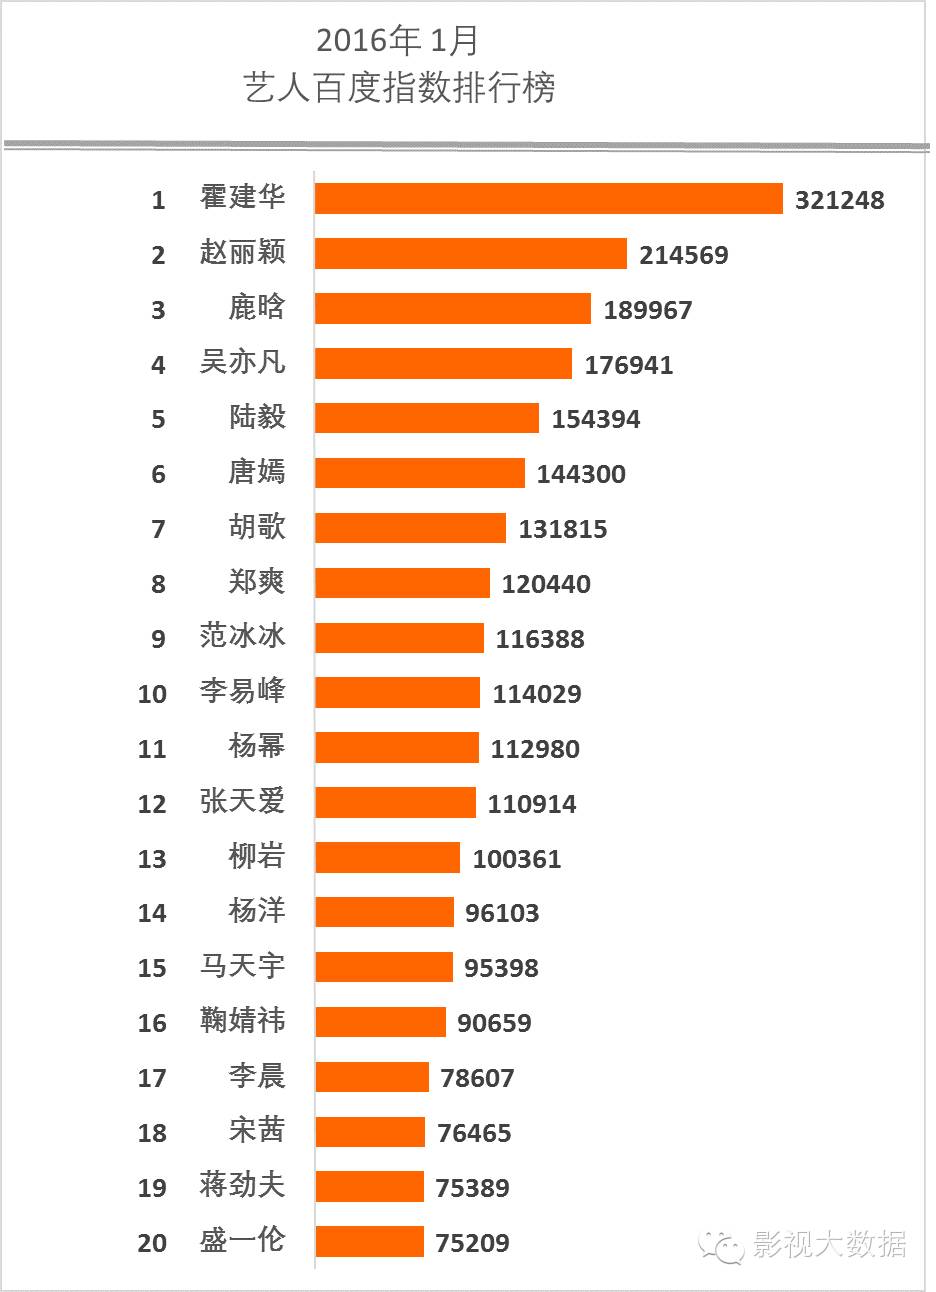 2016年 1月
艺人百度指数排行榜
1 霍建华 321248
2 赵丽颖 214569
3 鹿晗 189967
4 吴亦凡 176941
5 陆毅 154394
6 唐嫣 144300
7 胡歌 131815
8 郑爽 120440
9 范冰冰 116388
10 李易峰 114029
11 杨幂 112980
12 张天爱 110914
13 柳岩 100361
14 杨洋 96103
15 马天宇 95398
16 鞠婧祎 90659
17 李晨 78607
18 宋茜 76465
19 蒋劲夫 75389
20 盛一伦 75209
影视大数据